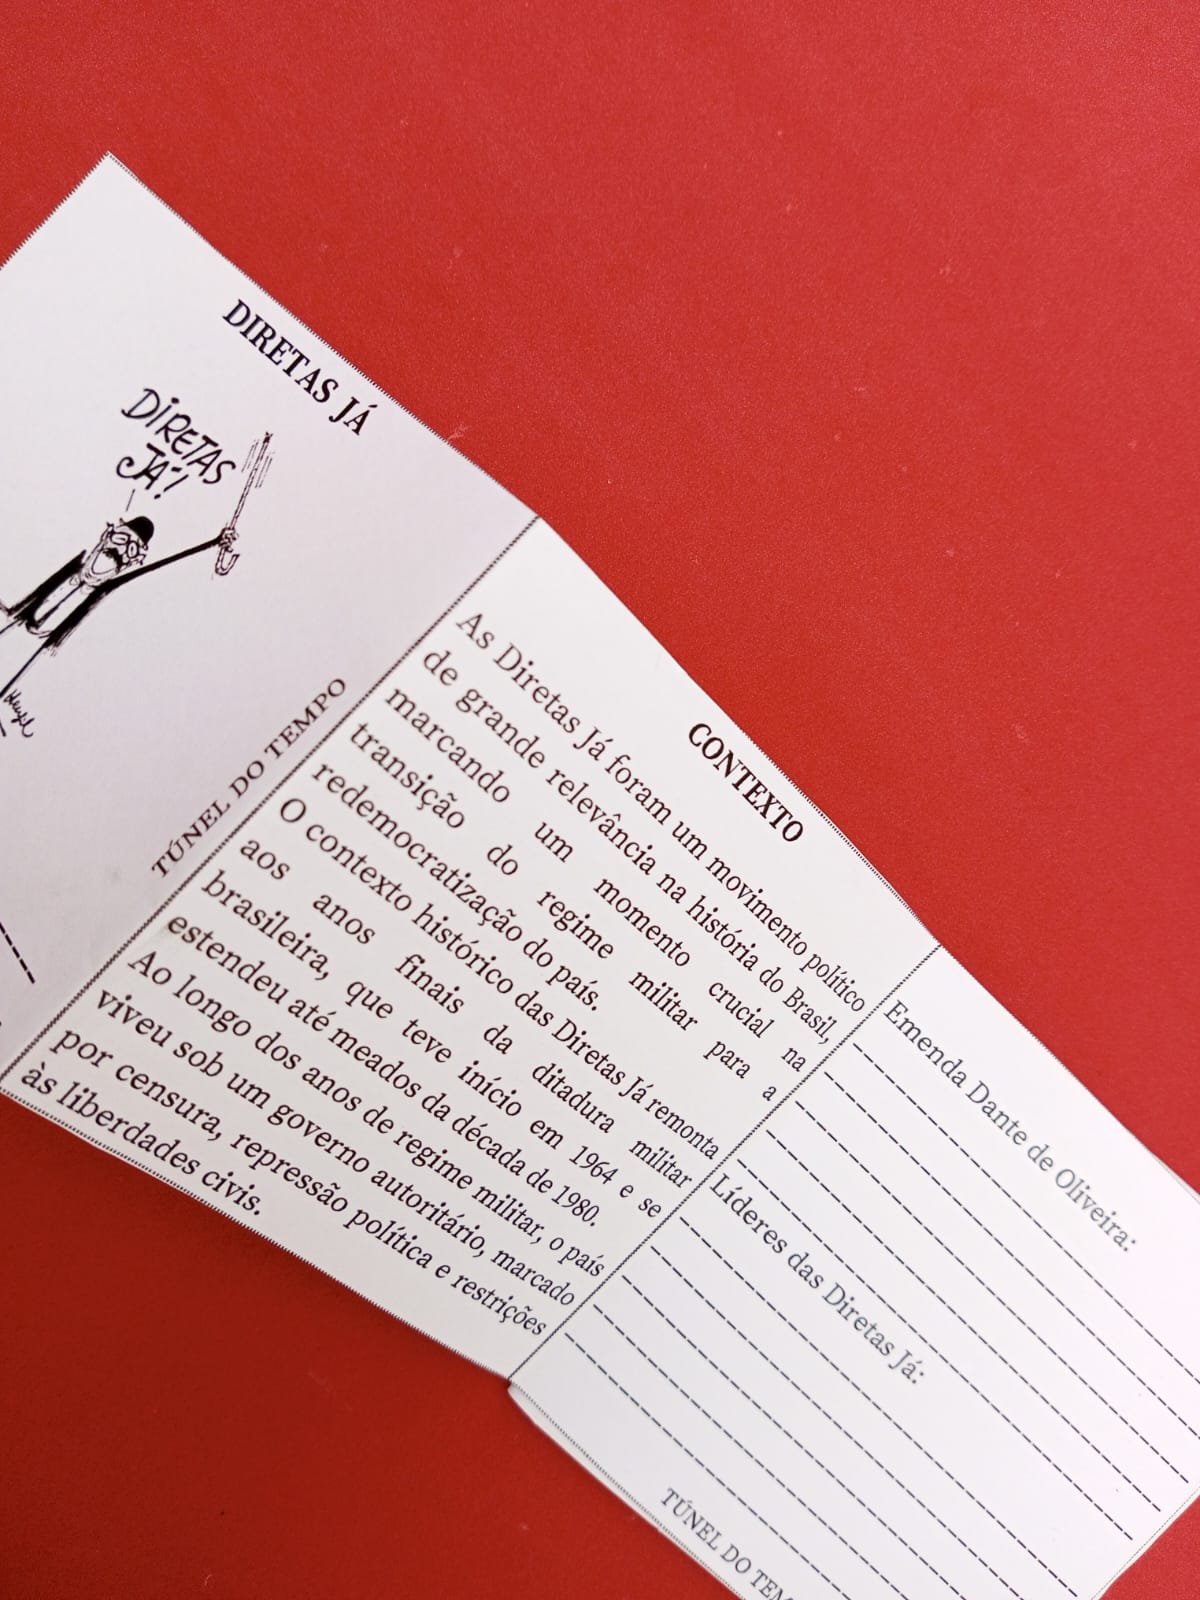 DIRETAS JÁ
DIRETAS
JÁ!
Henfil
TÚNEL DO TEMPO
CONTEXTO
As Diretas Já foram um movimento político
de grande relevância na história do Brasil,
marcando um momento crucial na
transição do regime militar para a
redemocratização do país.
O contexto histórico das Diretas Já remonta
aos anos finais da ditadura militar
brasileira, que teve início em 1964 e se
estendeu até meados da década de 1980.
Ao longo dos anos de regime militar, o país
viveu sob um governo autoritário, marcado
por censura, repressão política e restrições
às liberdades civis.
Emenda Dante de Oliveira:
Líderes das Diretas Já:
TÚNEL DO TEM